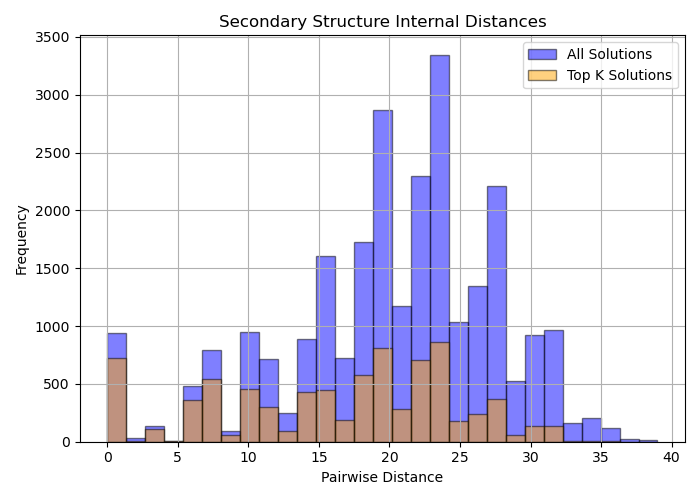 Secondary Structure Internal Distances
All Solutions
Top K Solutions
Frequency
3500
3000
2500
2000
1500
1000
500
0
0 5 10 15 20 25 30 35 40
Pairwise Distance